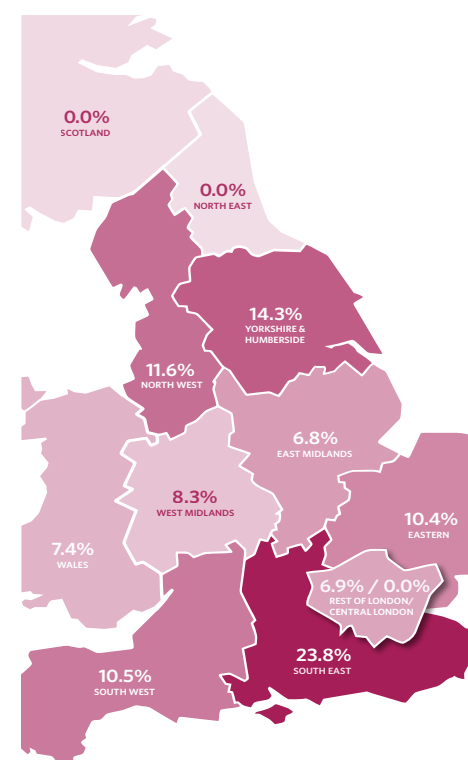 0.0%
SCOTLAND
0.0%
NORTH EAST
14.3%
YORKSHIRE &
HUMBERSIDE
11.6%
NORTH WEST
6.8%
EAST MIDLANDS
8.3%
WEST MIDLANDS
10.4%
EASTERN
7.4%
WALES
6.9% / 0.0%
REST OF LONDON/
CENTRAL LONDON
23.8%
SOUTH EAST
10.5%
SOUTH WEST